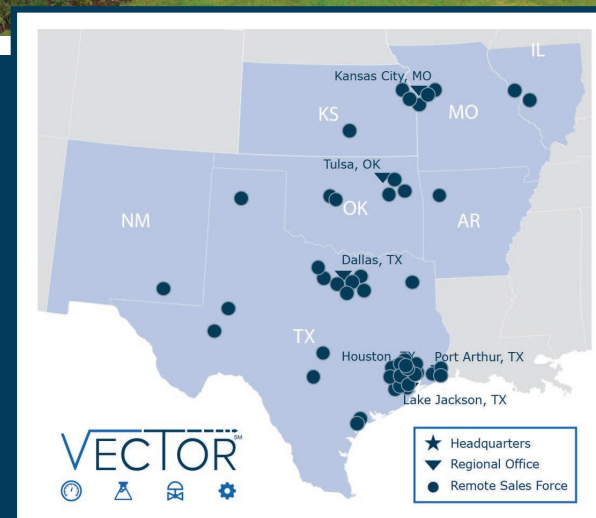 IL
Kansas City, MO
KS
MO
Tulsa, OK
NM
OK
AR
Dallas, TX
TX
Houston, TX
Port Arthur, TX
Lake Jackson, TX
VECTOR SM
Headquarters
Regional Office
Remote Sales Force